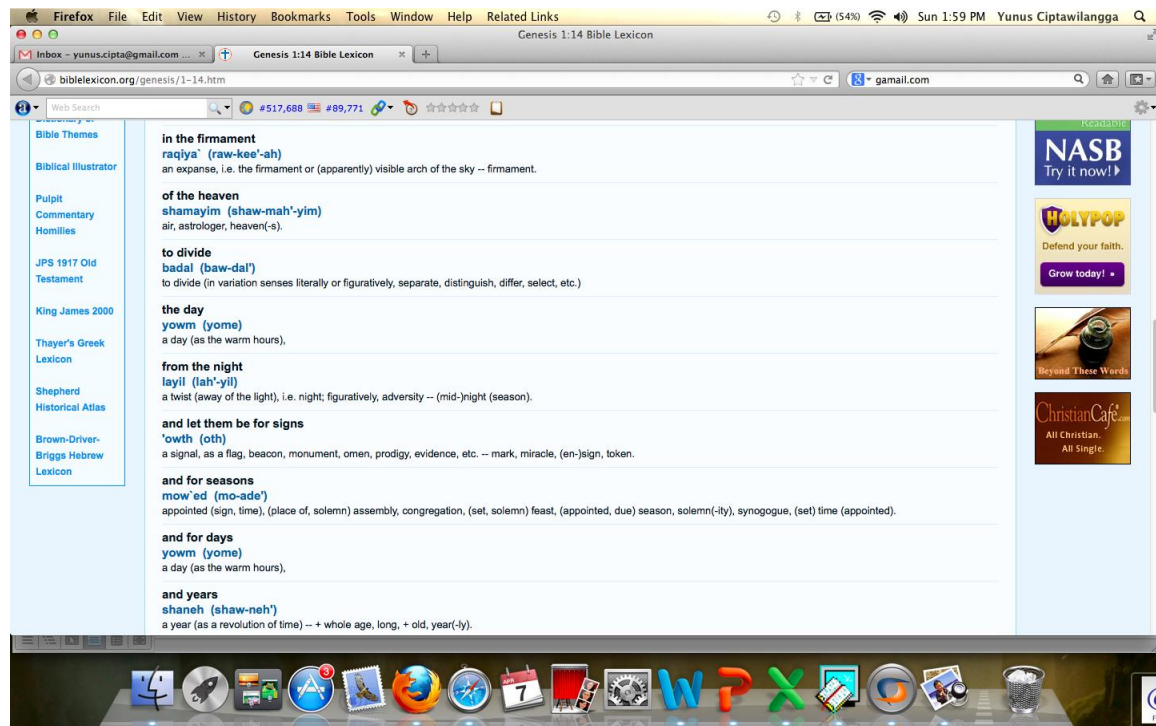 Firefox File Edit View History Bookmarks Tools Window Help Related Links (54%) Sun 1:59 PM Yunus Ciptawilangga
Genesis 1:14 Bible Lexicon
Inbox – yunus.cipta@gmail.com ... × Genesis 1:14 Bible Lexicon × +
biblelexicon.org/genesis/1-14.htm gamail.com
Web Search #517,688 #89,771
Bible Themes
Biblical Illustrator
Pulpit
Commentary
Homilies
JPS 1917 Old
Testament
King James 2000
Thayer's Greek
Lexicon
Shepherd
Historical Atlas
Brown-Driver-
Briggs Hebrew
Lexicon
in the firmament
raqiya` (raw-kee'-ah)
an expanse, i.e. the firmament or (apparently) visible arch of the sky -- firmament.
of the heaven
shamayim (shaw-mah'-yim)
air, astrologer, heaven(-s).
to divide
badal (baw-dal')
to divide (in variation senses literally or figuratively, separate, distinguish, differ, select, etc.)
the day
yowm (yome)
a day (as the warm hours),
from the night
layil (lah'-yil)
a twist (away of the light), i.e. night; figuratively, adversity -- (mid-)night (season).
and let them be for signs
'owth (oth)
a signal, as a flag, beacon, monument, omen, prodigy, evidence, etc. -- mark, miracle, (en-)sign, token.
and for seasons
mow`ed (mo-ade')
appointed (sign, time), (place of, solemn) assembly, congregation, (set, solemn) feast, (appointed, due) season, solemn(-ity), synogogue, (set) time (appointed).
and for days
yowm (yome)
a day (as the warm hours),
and years
shaneh (shaw-neh')
a year (as a revolution of time) -- + whole age, long, + old, year(-ly).
Readable
NASB
Try it now!
HOLYPOP
Defend your faith.
Grow today! »
Beyond These Words
ChristianCafé.com
All Christian.
All Single.
3
APR
7